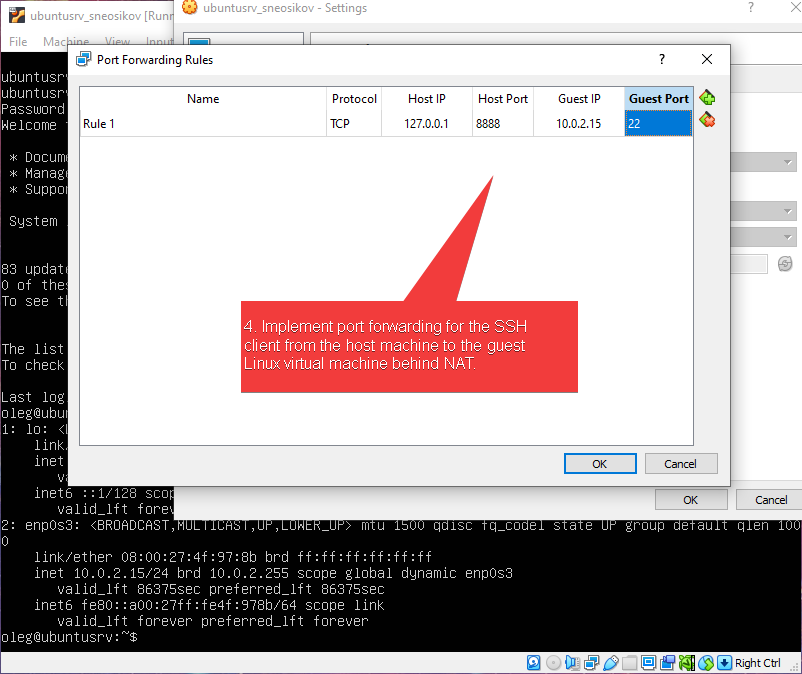 ubuntusrv_sneosikov [Runn
ubuntusrv_sneosikov - Settings
?
File Machine View Input
Port Forwarding Rules
?
Name Protocol Host IP Host Port Guest IP Guest Port
Rule 1 TCP 127.0.0.1 8888 10.0.2.15 22
4. Implement port forwarding for the SSH
client from the host machine to the guest
Linux virtual machine behind NAT.
OK Cancel
OK Cancel
ubuntusrv
ubuntusrv
Password
Welcome
* Docum
* Manag
* Suppor
System
83 updat
0 of thes
To see th
The list
To check
Last log
oleg@ubun
1: lo: <
link/
inet
va
inet6 ::1/128 scop
valid_lft forev
2: enp0s3: <BROADCAST,MULTICAST,UP,LOWER_UP> mtu 1500 qdisc fq_codel state UP group default qlen 100
0
link/ether 08:00:27:4f:97:8b brd ff:ff:ff:ff:ff:ff
inet 10.0.2.15/24 brd 10.0.2.255 scope global dynamic enp0s3
valid_lft 86375sec preferred_lft 86375sec
inet6 fe80::a00:27ff:fe4f:978b/64 scope link
valid_lft forever preferred_lft forever
oleg@ubuntusrv:~$
Right Ctrl